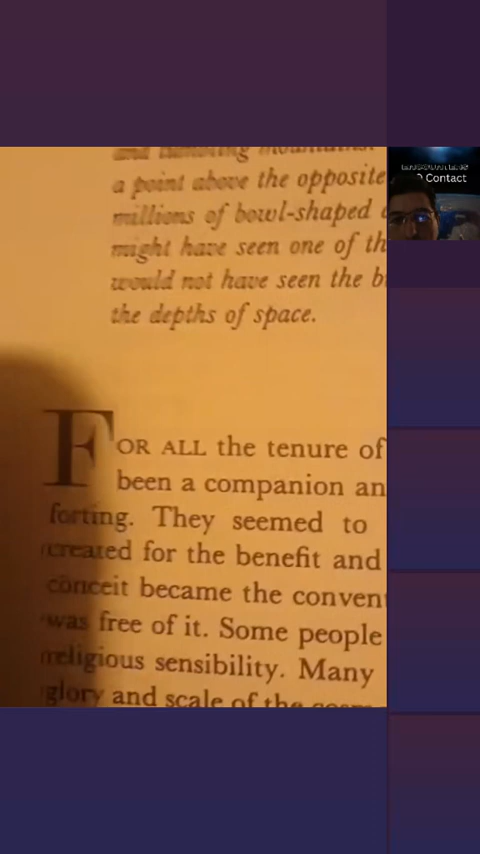 a point above the opposite
millions of bowl-shaped
might have seen one of th
would not have seen the b
the depths of space.
FOR ALL the tenure of
been a companion an
forting. They seemed to
created for the benefit and
conceit became the conven
was free of it. Some people
religious sensibility. Many
glory and scale of the
Contact